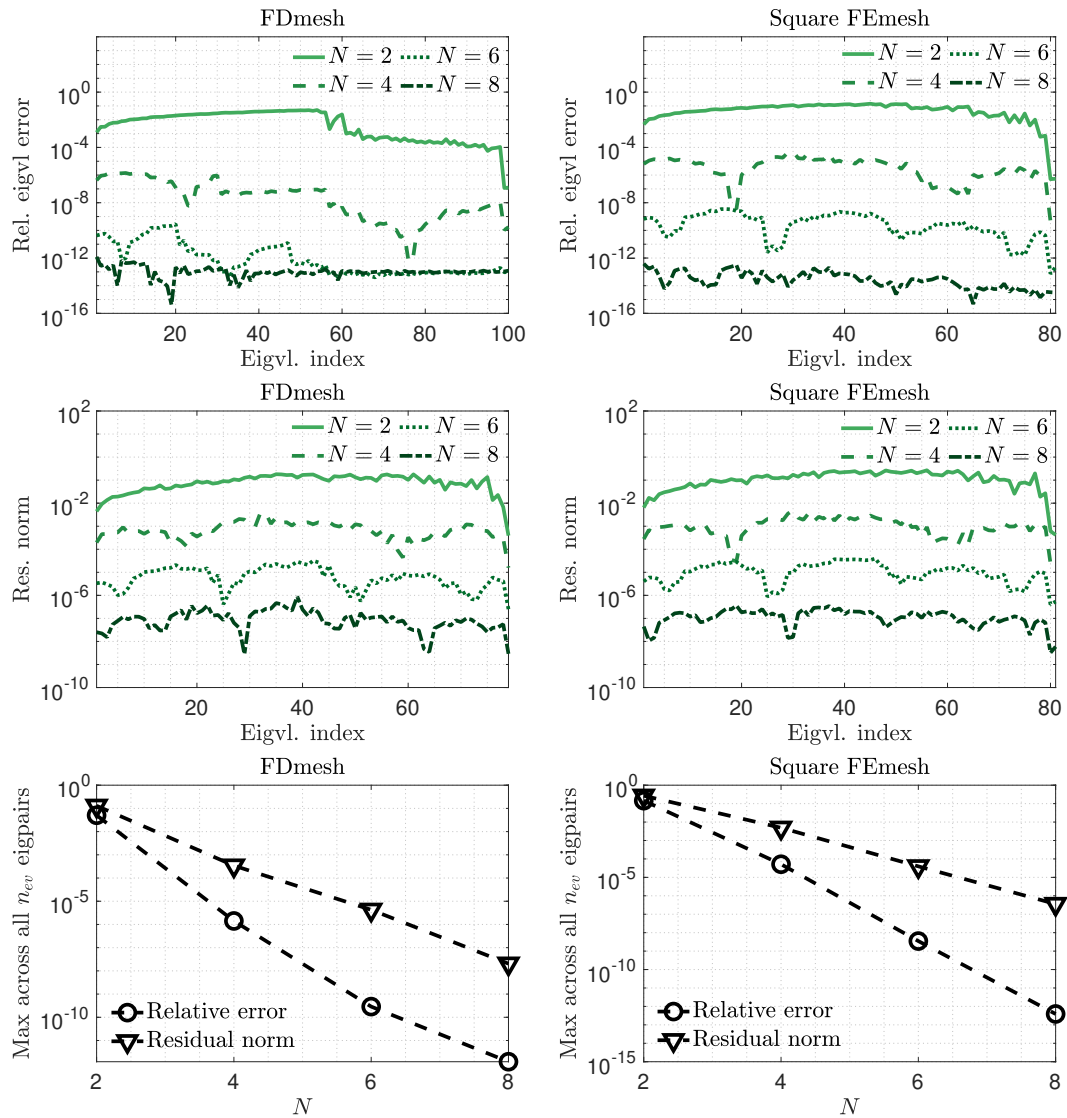 FDmesh
Rel. eigvl error
10^0
10^-4
10^-8
10^-12
10^-16
N = 2
N = 4
N = 6
N = 8
20 40 60 80 100
Eigvl. index
Square FEmesh
Rel. eigvl error
10^0
10^-4
10^-8
10^-12
10^-16
N = 2
N = 4
N = 6
N = 8
20 40 60 80
Eigvl. index
FDmesh
Res. norm
10^2
10^-2
10^-6
10^-10
N = 2
N = 4
N = 6
N = 8
20 40 60
Eigvl. index
Square FEmesh
Res. norm
10^2
10^-2
10^-6
10^-10
N = 2
N = 4
N = 6
N = 8
20 40 60 80
Eigvl. index
FDmesh
Max across all n_ev eigpairs
10^0
10^-5
10^-10
Relative error
Residual norm
2 4 6 8
N
Square FEmesh
Max across all n_ev eigpairs
10^0
10^-5
10^-10
10^-15
Relative error
Residual norm
2 4 6 8
N